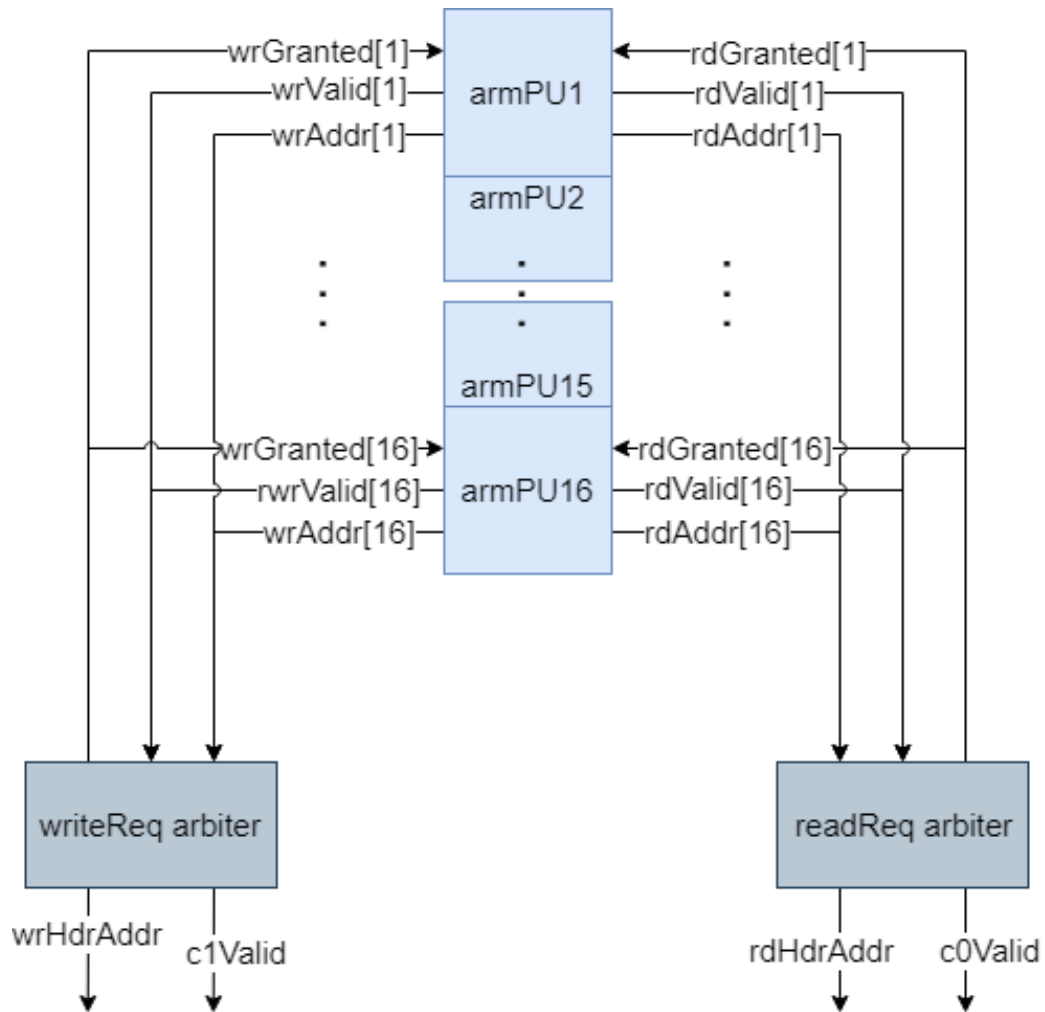 wrGranted[1]
rdGranted[1]
wrValid[1]
armPU1
rdValid[1]
wrAddr[1]
rdAddr[1]
armPU2
armPU15
wrGranted[16]
rdGranted[16]
rwrValid[16]
armPU16
rdValid[16]
wrAddr[16]
rdAddr[16]
writeReq arbiter
readReq arbiter
wrHdrAddr
c1Valid
rdHdrAddr
c0Valid